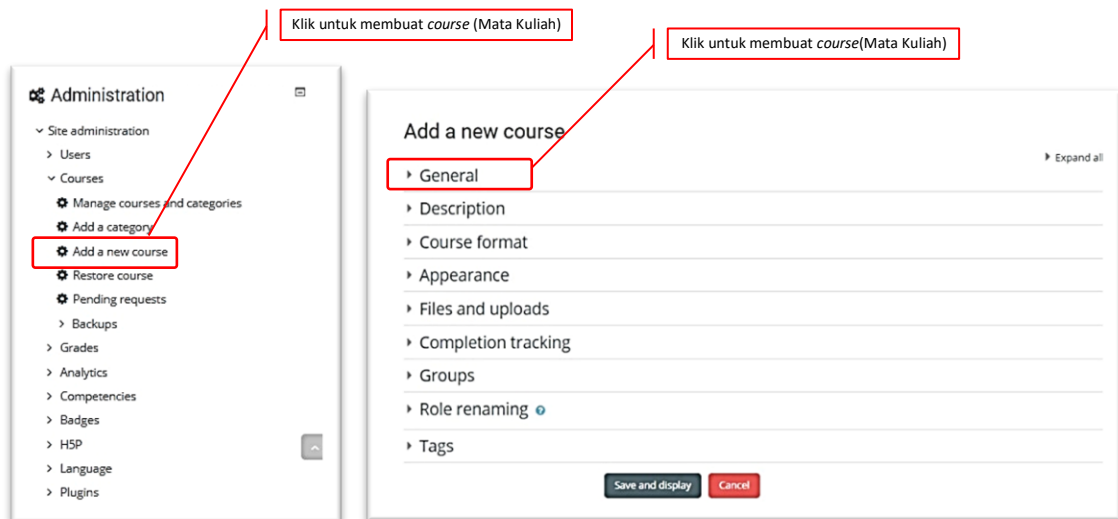 Klik untuk membuat course (Mata Kuliah)
Klik untuk membuat course(Mata Kuliah)
Administration
Site administration
Users
Courses
Manage courses and categories
Add a category
Add a new course
Restore course
Pending requests
Backups
Grades
Analytics
Competencies
Badges
H5P
Language
Plugins
Add a new course
Expand all
General
Description
Course format
Appearance
Files and uploads
Completion tracking
Groups
Role renaming ?
Tags
Save and display
Cancel